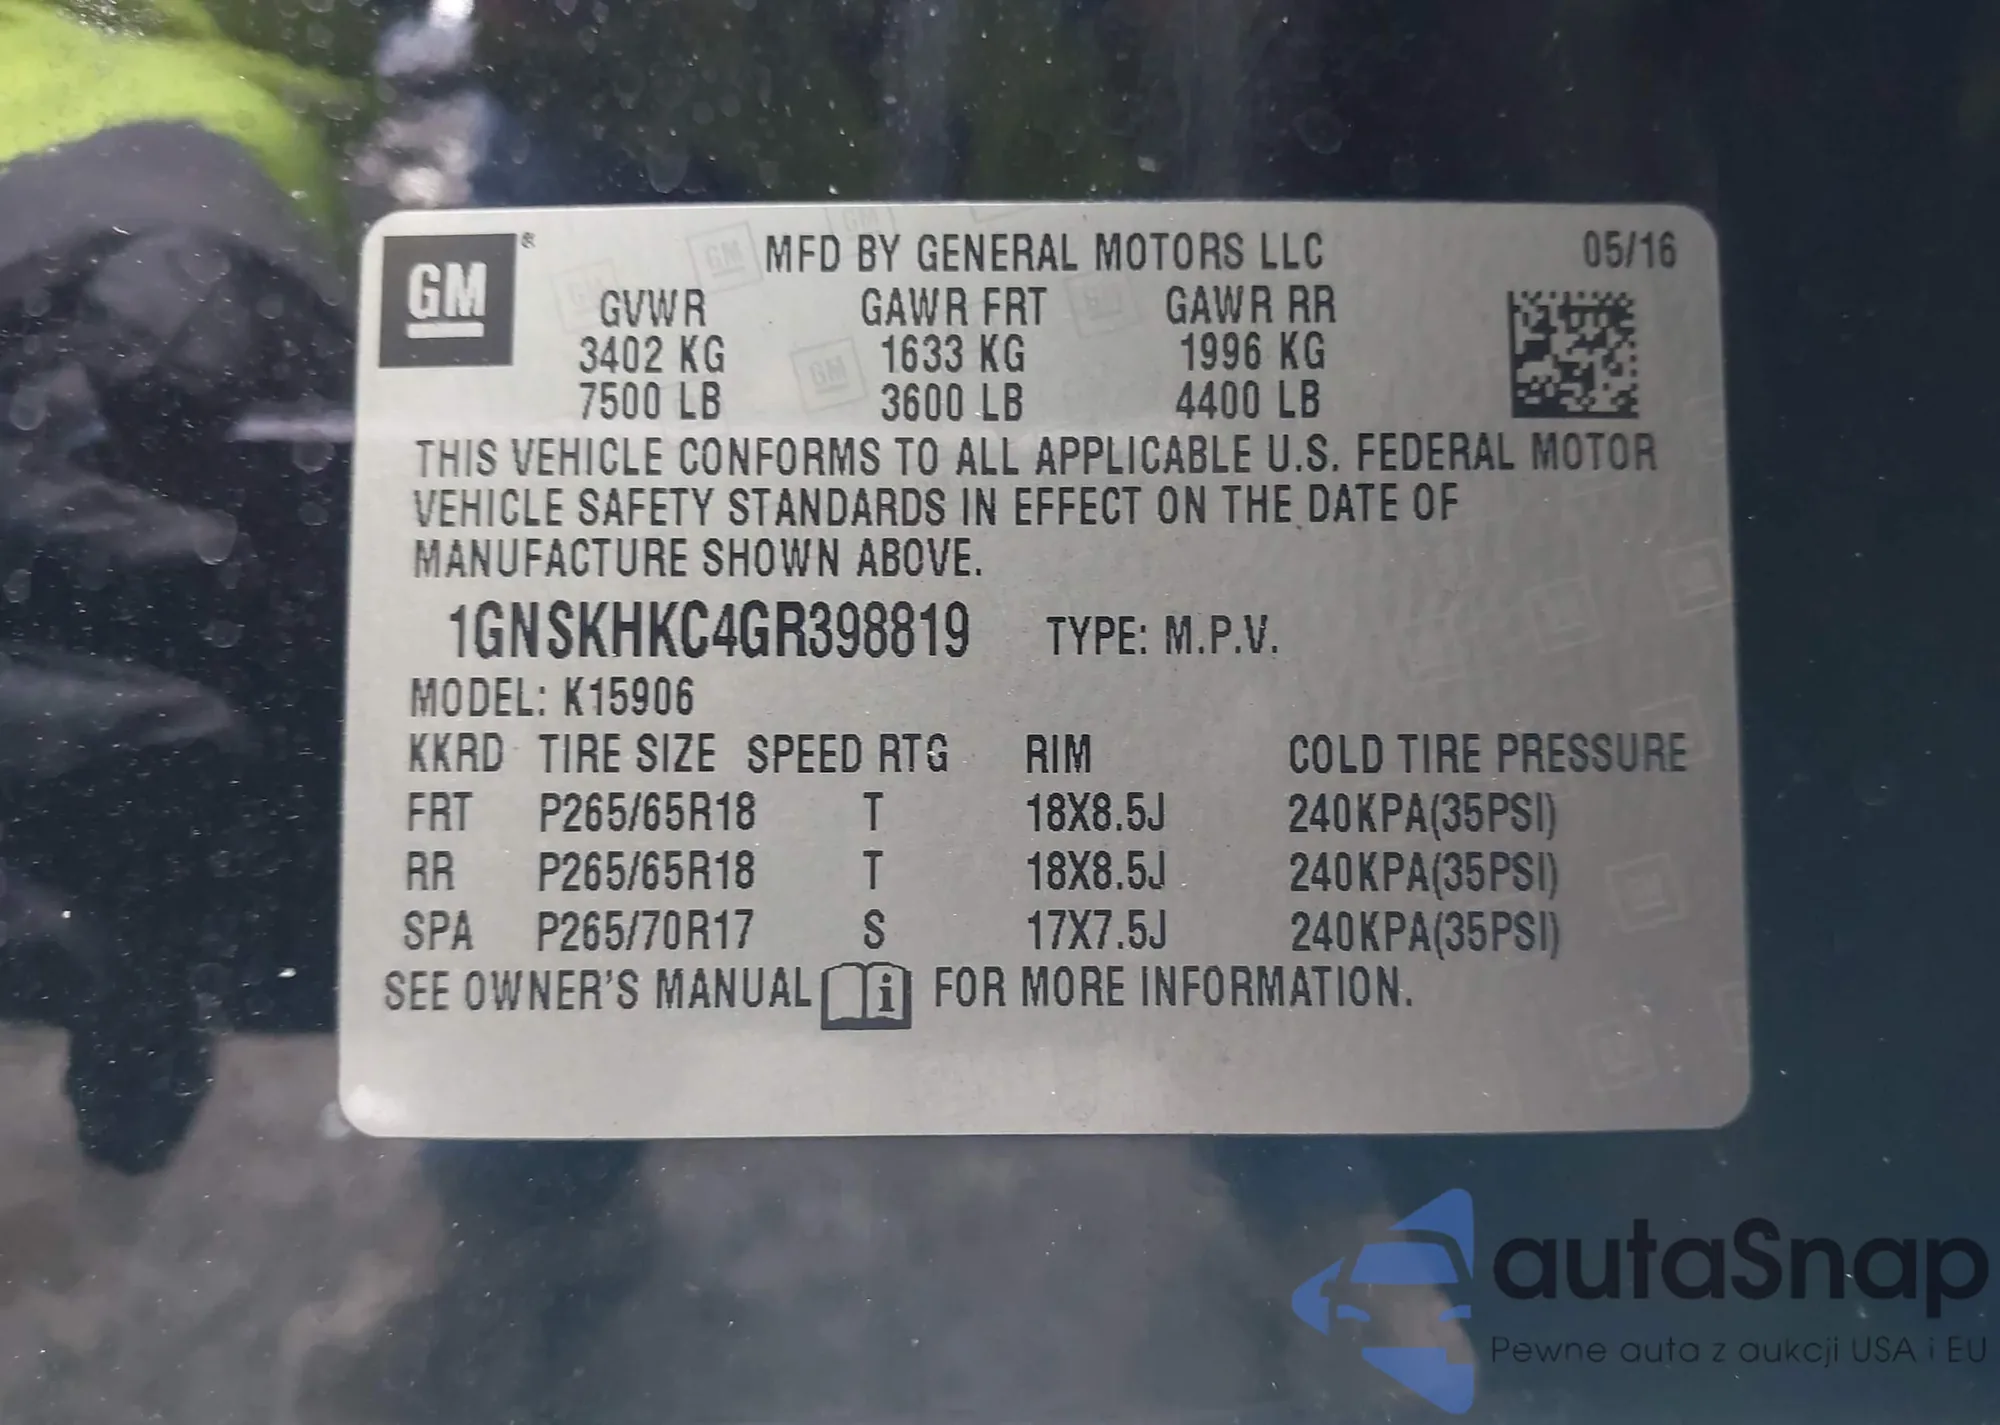 GM®
MFD BY GENERAL MOTORS LLC 05/16
GVWR GAWR FRT GAWR RR
3402 KG 1633 KG 1996 KG
7500 LB 3600 LB 4400 LB
THIS VEHICLE CONFORMS TO ALL APPLICABLE U.S. FEDERAL MOTOR
VEHICLE SAFETY STANDARDS IN EFFECT ON THE DATE OF
MANUFACTURE SHOWN ABOVE.
1GNSKHKC4GR398819 TYPE: M.P.V.
MODEL: K15906
KKRD TIRE SIZE SPEED RTG RIM COLD TIRE PRESSURE
FRT P265/65R18 T 18X8.5J 240KPA(35PSI)
RR P265/65R18 T 18X8.5J 240KPA(35PSI)
SPA P265/70R17 S 17X7.5J 240KPA(35PSI)
SEE OWNER'S MANUAL i FOR MORE INFORMATION.
autaSnap
Pewne auta z aukcji USA i EU